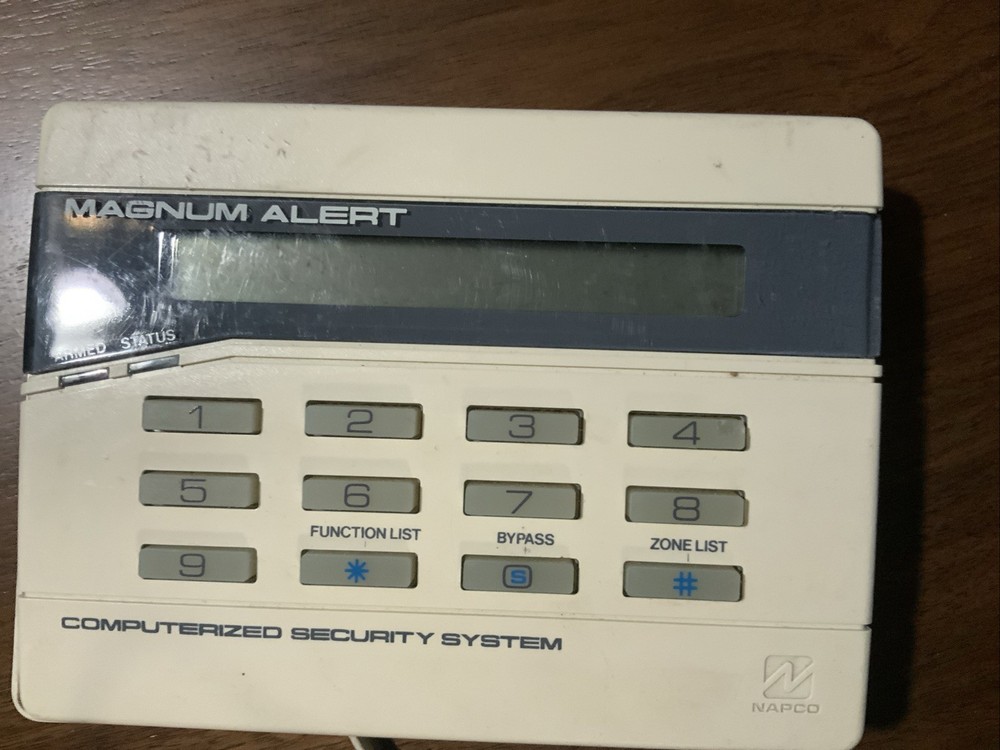 MAGNUM ALERT
ARMED STATUS
1 2 3 4
5 6 7 8
FUNCTION LIST BYPASS ZONE LIST
9 * S #
COMPUTERIZED SECURITY SYSTEM
NAPCO